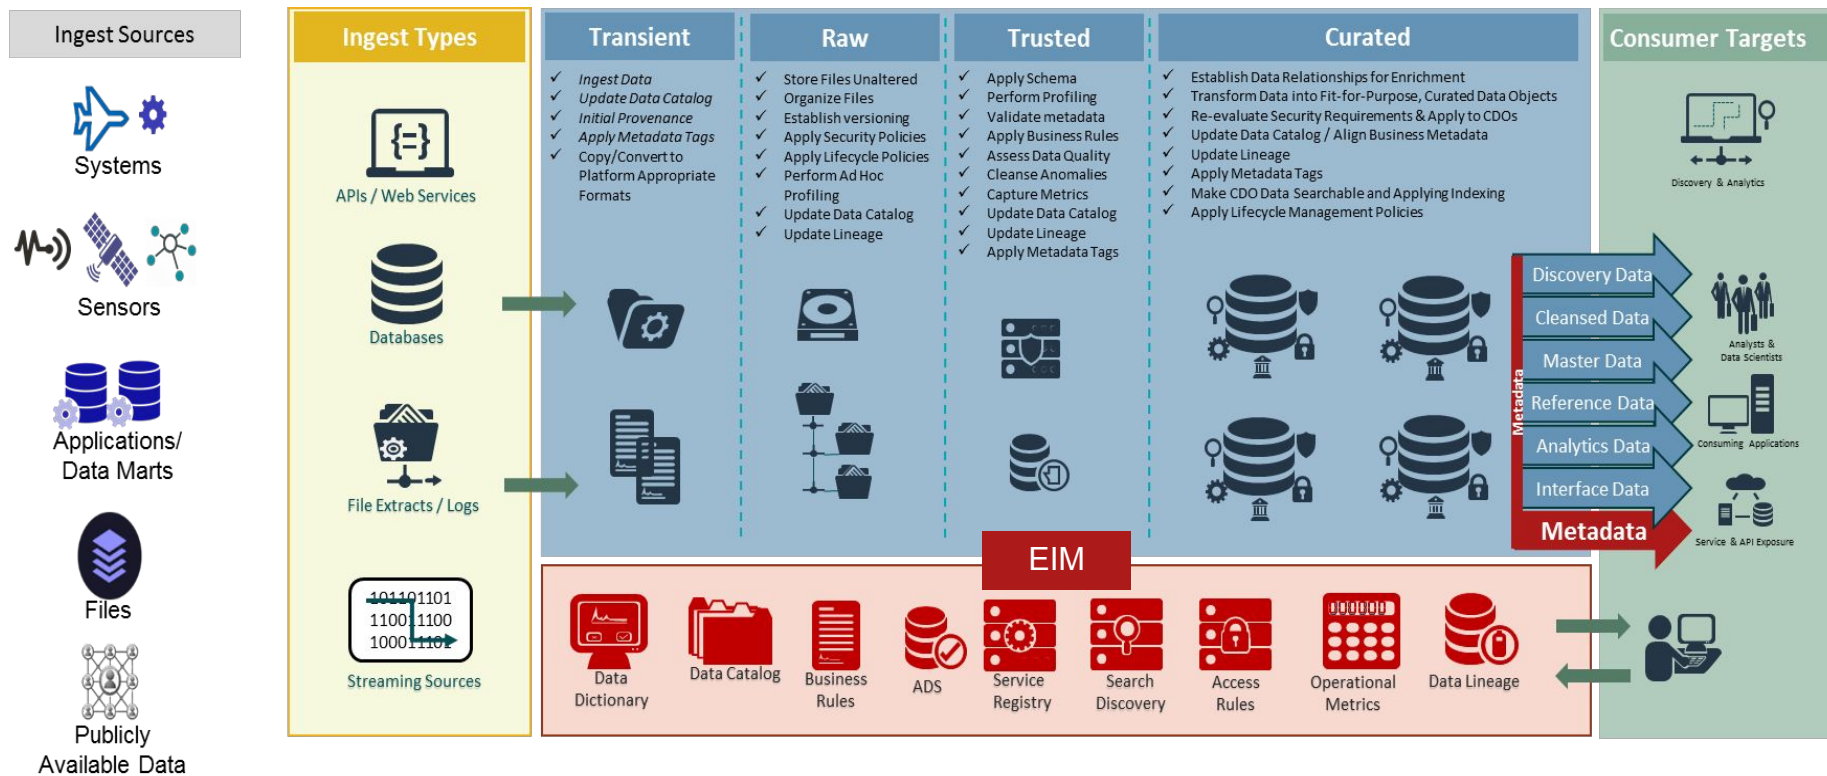 Ingest Sources
Systems
Sensors
Applications/
Data Marts
Files
Publicly
Available Data
Ingest Types
APIs / Web Services
Databases
File Extracts / Logs
101101101
110011100
100011101
Streaming Sources
Transient
Ingest Data
Update Data Catalog
Initial Provenance
Apply Metadata Tags
Copy/Convert to
Platform Appropriate
Formats
Raw
Store Files Unaltered
Organize Files
Establish versioning
Apply Security Policies
Apply Lifecycle Policies
Perform Ad Hoc
Profiling
Update Data Catalog
Update Lineage
Trusted
Apply Schema
Perform Profiling
Validate metadata
Apply Business Rules
Assess Data Quality
Cleanse Anomalies
Capture Metrics
Update Data Catalog
Update Lineage
Apply Metadata Tags
Curated
Establish Data Relationships for Enrichment
Transform Data into Fit-for-Purpose, Curated Data Objects
Re-evaluate Security Requirements & Apply to CDOs
Update Data Catalog / Align Business Metadata
Update Lineage
Apply Metadata Tags
Make CDO Data Searchable and Applying Indexing
Apply Lifecycle Management Policies
Metadata
Discovery Data
Cleansed Data
Master Data
Reference Data
Analytics Data
Interface Data
Metadata
Consumer Targets
Discovery & Analytics
Analysts &
Data Scientists
Consuming Applications
Service & API Exposure
EIM
Data
Dictionary
Data Catalog
Business
Rules
ADS
Service
Registry
Search
Discovery
Access
Rules
Operational
Metrics
Data Lineage